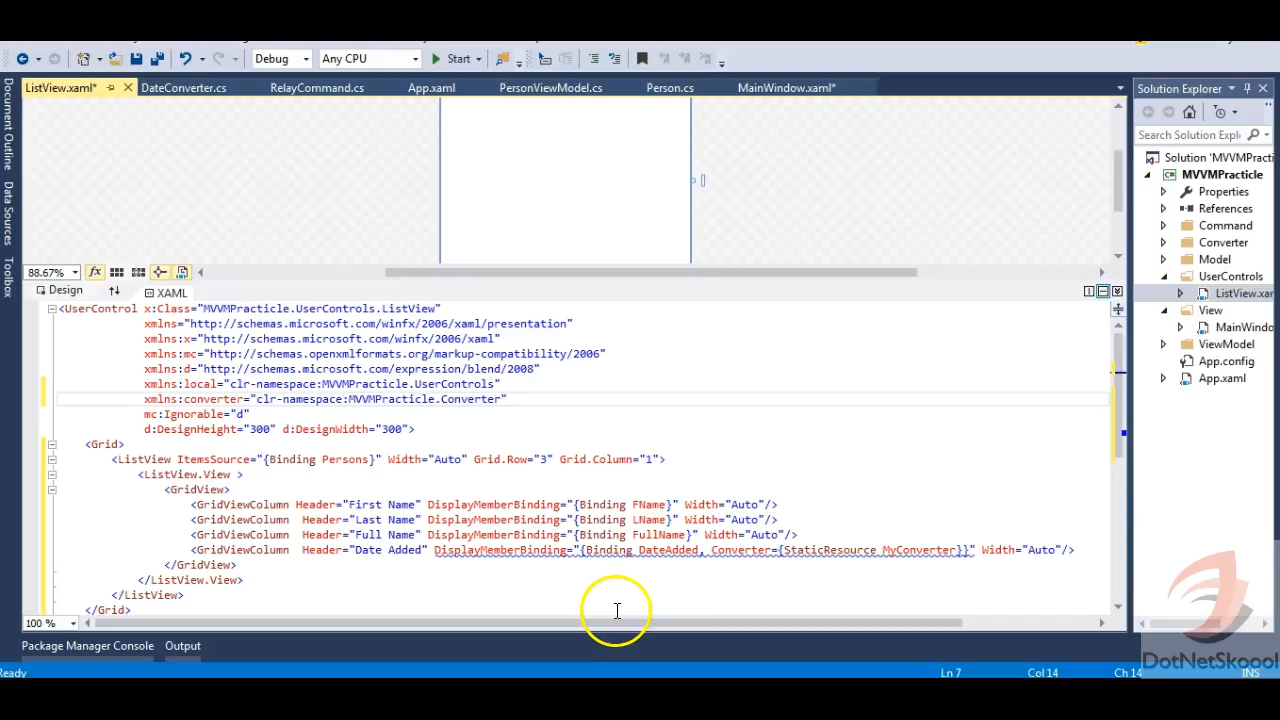 Debug
Any CPU
Start
ListView.xaml*
DateConverter.cs
RelayCommand.cs
App.xaml
PersonViewModel.cs
Person.cs
MainWindow.xaml*
Solution Explorer
Document Outline
Data Sources
Toolbox
Search Solution Expl
Solution 'MVVMPracti
MVVMPracticle
Properties
References
Command
Converter
Model
UserControls
ListView.xar
View
MainWindo
ViewModel
App.config
App.xaml
88.67%
fx
Design
XAML
<UserControl x:Class="MVVMPracticle.UserControls.ListView"
xmlns="http://schemas.microsoft.com/winfx/2006/xaml/presentation"
xmlns:x="http://schemas.microsoft.com/winfx/2006/xaml"
xmlns:mc="http://schemas.openxmlformats.org/markup-compatibility/2006"
xmlns:d="http://schemas.microsoft.com/expression/blend/2008"
xmlns:local="clr-namespace:MVVMPracticle.UserControls"
xmlns:converter="clr-namespace:MVVMPracticle.Converter"
mc:Ignorable="d"
d:DesignHeight="300" d:DesignWidth="300">
<Grid>
<ListView ItemsSource="{Binding Persons}" Width="Auto" Grid.Row="3" Grid.Column="1">
<ListView.View >
<GridView>
<GridViewColumn Header="First Name" DisplayMemberBinding="{Binding FName}" Width="Auto"/>
<GridViewColumn  Header="Last Name" DisplayMemberBinding="{Binding LName}" Width="Auto"/>
<GridViewColumn  Header="Full Name" DisplayMemberBinding="{Binding FullName}" Width="Auto"/>
<GridViewColumn  Header="Date Added" DisplayMemberBinding="{Binding DateAdded, Converter={StaticResource MyConverter}}" Width="Auto"/>
</GridView>
</ListView.View>
</ListView>
</Grid>
100 %
Package Manager Console
Output
Ready
Ln 7
Col 14
Ch 14
INS
DotNetSkoool